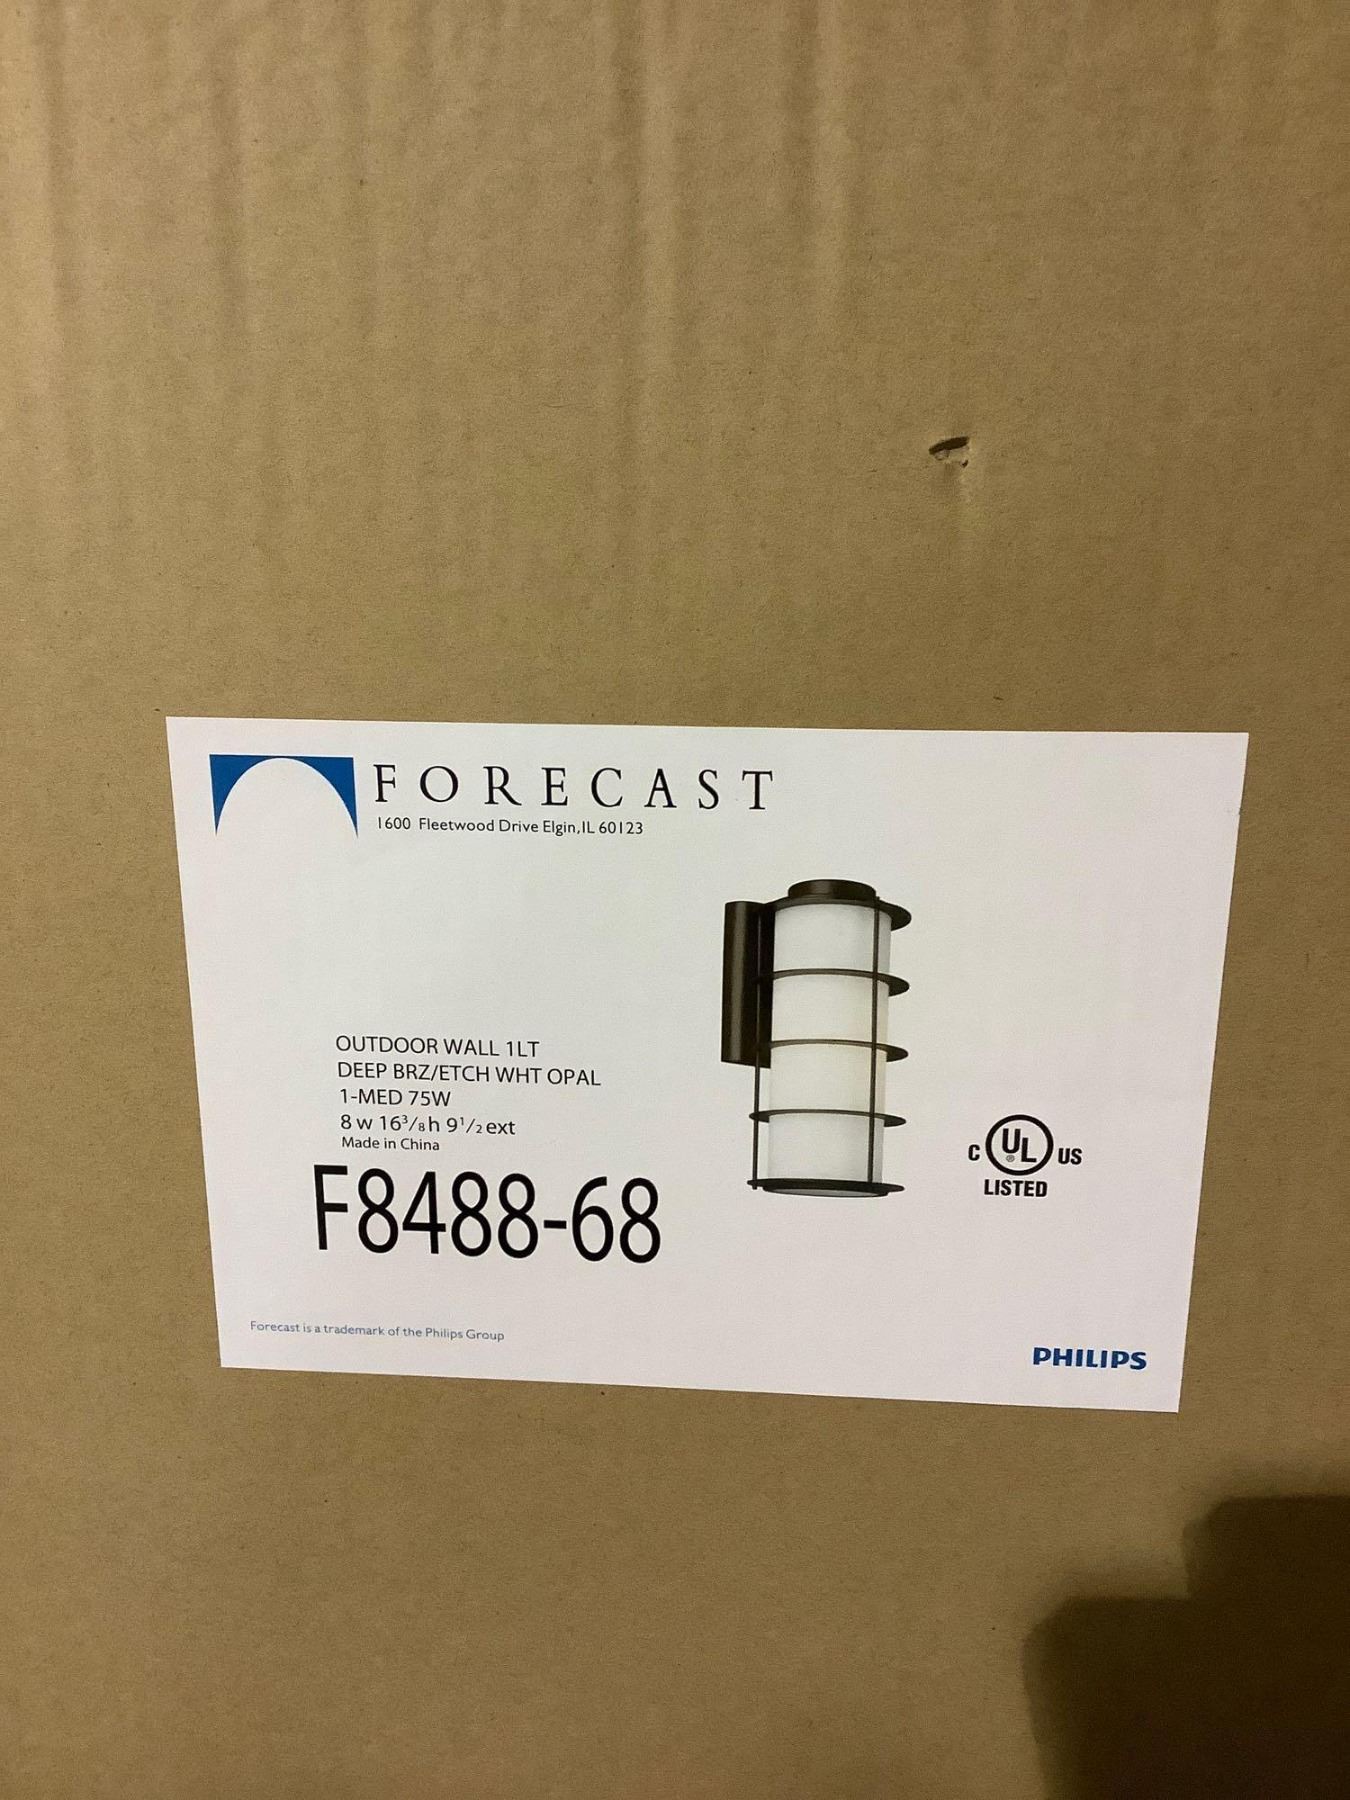 FORECAST
1600 Fleetwood Drive Elgin,IL 60123
OUTDOOR WALL 1LT
DEEP BRZ/ETCH WHT OPAL
1-MED 75W
8 w 16³/₈ h 9¹/₂ ext
Made in China
F8488-68
C UL® US
LISTED
Forecast is a trademark of the Philips Group
PHILIPS